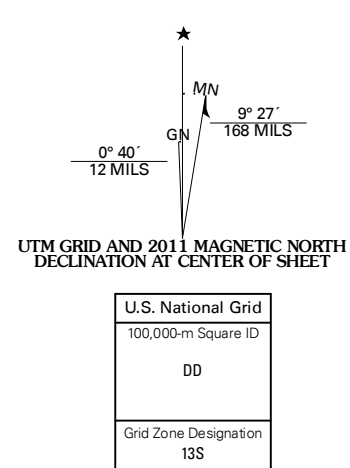 MN
9° 27´
168 MILS
GN
0° 40´
12 MILS
UTM GRID AND 2011 MAGNETIC NORTH
DECLINATION AT CENTER OF SHEET
U.S. National Grid
100,000-m Square ID
DD
Grid Zone Designation
13S